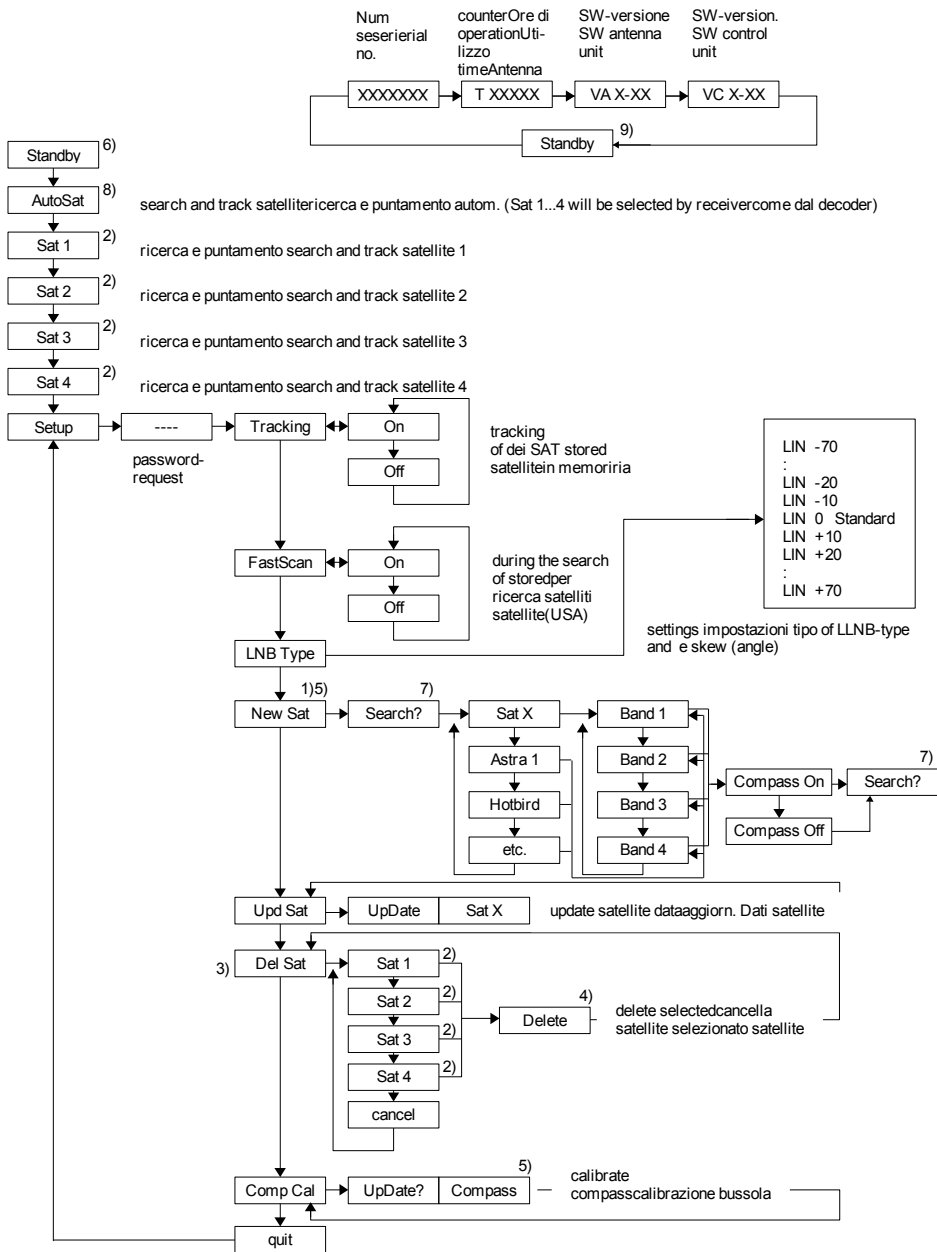 Num
seserierial
no.
counterOre di
operationUti-
lizzo
timeAntenna
SW-versione
SW antenna
unit
SW-version.
SW control
unit
XXXXXXX
T XXXXX
VA X-XX
VC X-XX
Standby
9)
Standby
6)
AutoSat
8)
search and track satellitericerca e puntamento autom. (Sat 1...4 will be selected by receivercome dal decoder)
Sat 1
2)
ricerca e puntamento search and track satellite 1
Sat 2
2)
ricerca e puntamento search and track satellite 2
Sat 3
2)
ricerca e puntamento search and track satellite 3
Sat 4
2)
ricerca e puntamento search and track satellite 4
Setup
----
password-
request
Tracking
On
Off
tracking
of dei SAT stored
satellitein memoriria
LIN -70
:
LIN -20
LIN -10
LIN 0 Standard
LIN +10
LIN +20
:
LIN +70
FastScan
On
Off
during the search
of storedper
ricerca satelliti
satellite(USA)
settings impostazioni tipo of LLNB-type
and e skew (angle)
LNB Type
New Sat
1)5)
Search?
7)
Sat X
Astra 1
Hotbird
etc.
Band 1
Band 2
Band 3
Band 4
Compass On
Compass Off
Search?
7)
Upd Sat
UpDate
Sat X
update satellite dataaggiorn. Dati satellite
3)
Del Sat
Sat 1
2)
Sat 2
2)
Sat 3
2)
Sat 4
2)
cancel
Delete
4)
delete selectedcancella
satellite selezionato satellite
Comp Cal
UpDate?
Compass
5)
calibrate
compasscalibrazione bussola
quit